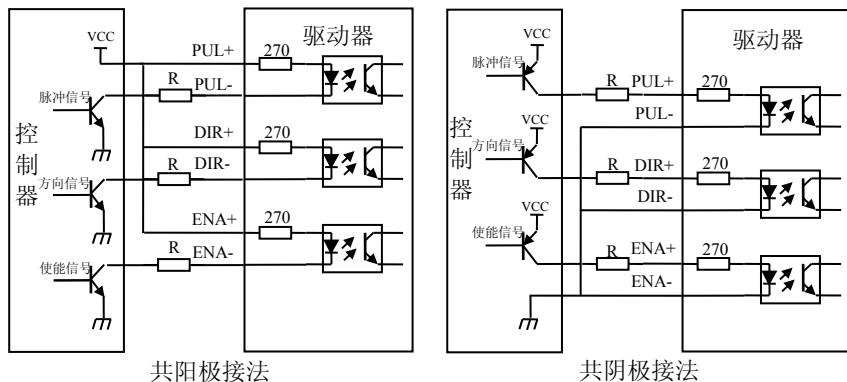 VCC
PUL+
270
驱动器
脉冲信号
R
PUL-
控制器
DIR+
270
方向信号
R
DIR-
ENA+
270
使能信号
R
ENA-
共阳极接法
VCC
驱动器
脉冲信号
R
PUL+
270
PUL-
控制器
VCC
方向信号
R
DIR+
270
DIR-
VCC
使能信号
R
ENA+
270
ENA-
共阴极接法